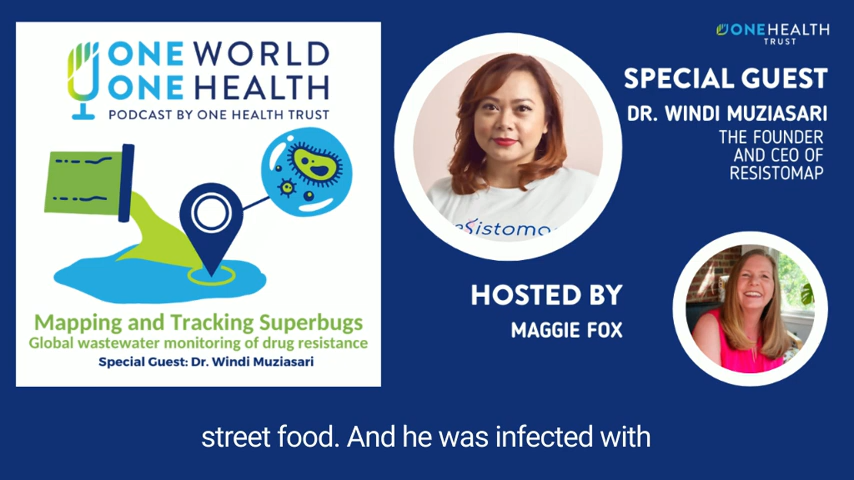 ONE WORLD
ONE HEALTH
PODCAST BY ONE HEALTH TRUST
Mapping and Tracking Superbugs
Global wastewater monitoring of drug resistance
Special Guest: Dr. Windi Muziasari
ONEHEALTH
TRUST
SPECIAL GUEST
DR. WINDI MUZIASARI
THE FOUNDER
AND CEO OF
RESISTOMAP
HOSTED BY
MAGGIE FOX
street food. And he was infected with